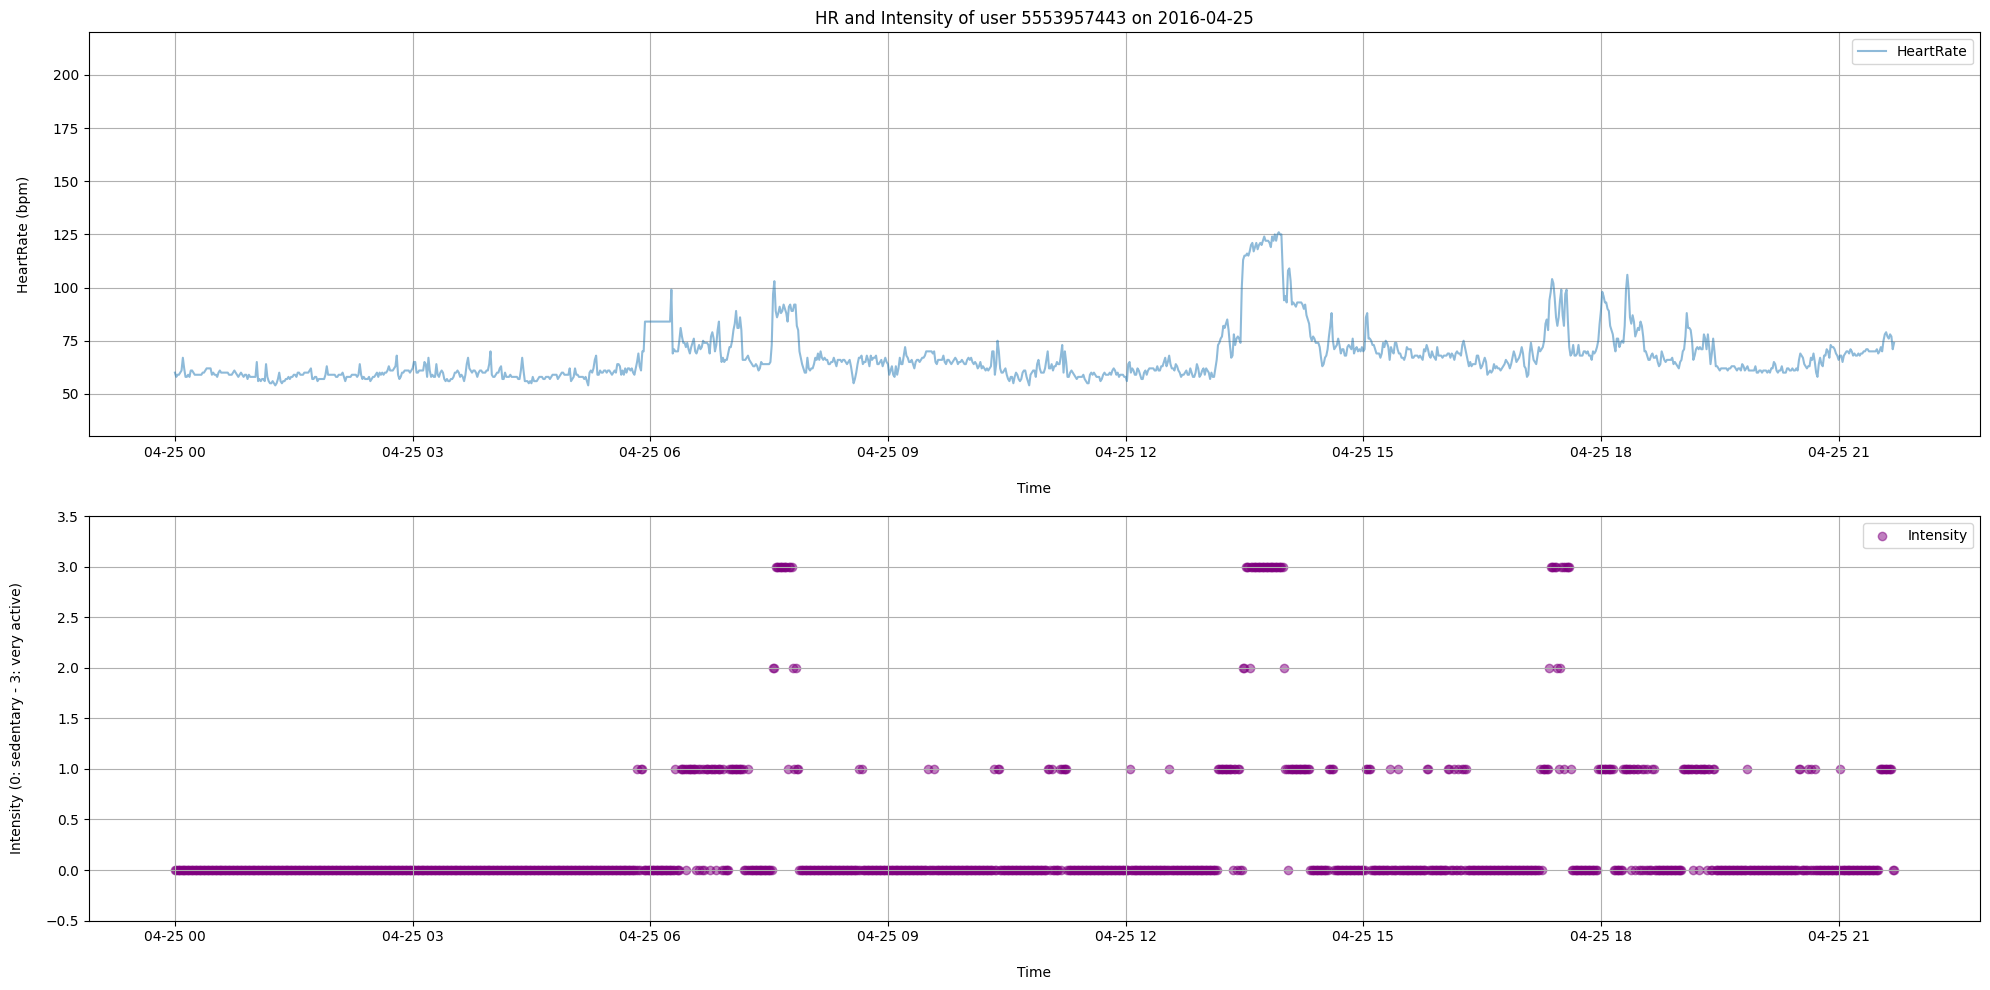 HR and Intensity of user 5553957443 on 2016-04-25
HeartRate
200
175
150
125
100
75
50
HeartRate (bpm)
04-25 00 04-25 03 04-25 06 04-25 09 04-25 12 04-25 15 04-25 18 04-25 21
Time
Intensity
3.5
3.0
2.5
2.0
1.5
1.0
0.5
0.0
−0.5
Intensity (0: sedentary - 3: very active)
04-25 00 04-25 03 04-25 06 04-25 09 04-25 12 04-25 15 04-25 18 04-25 21
Time